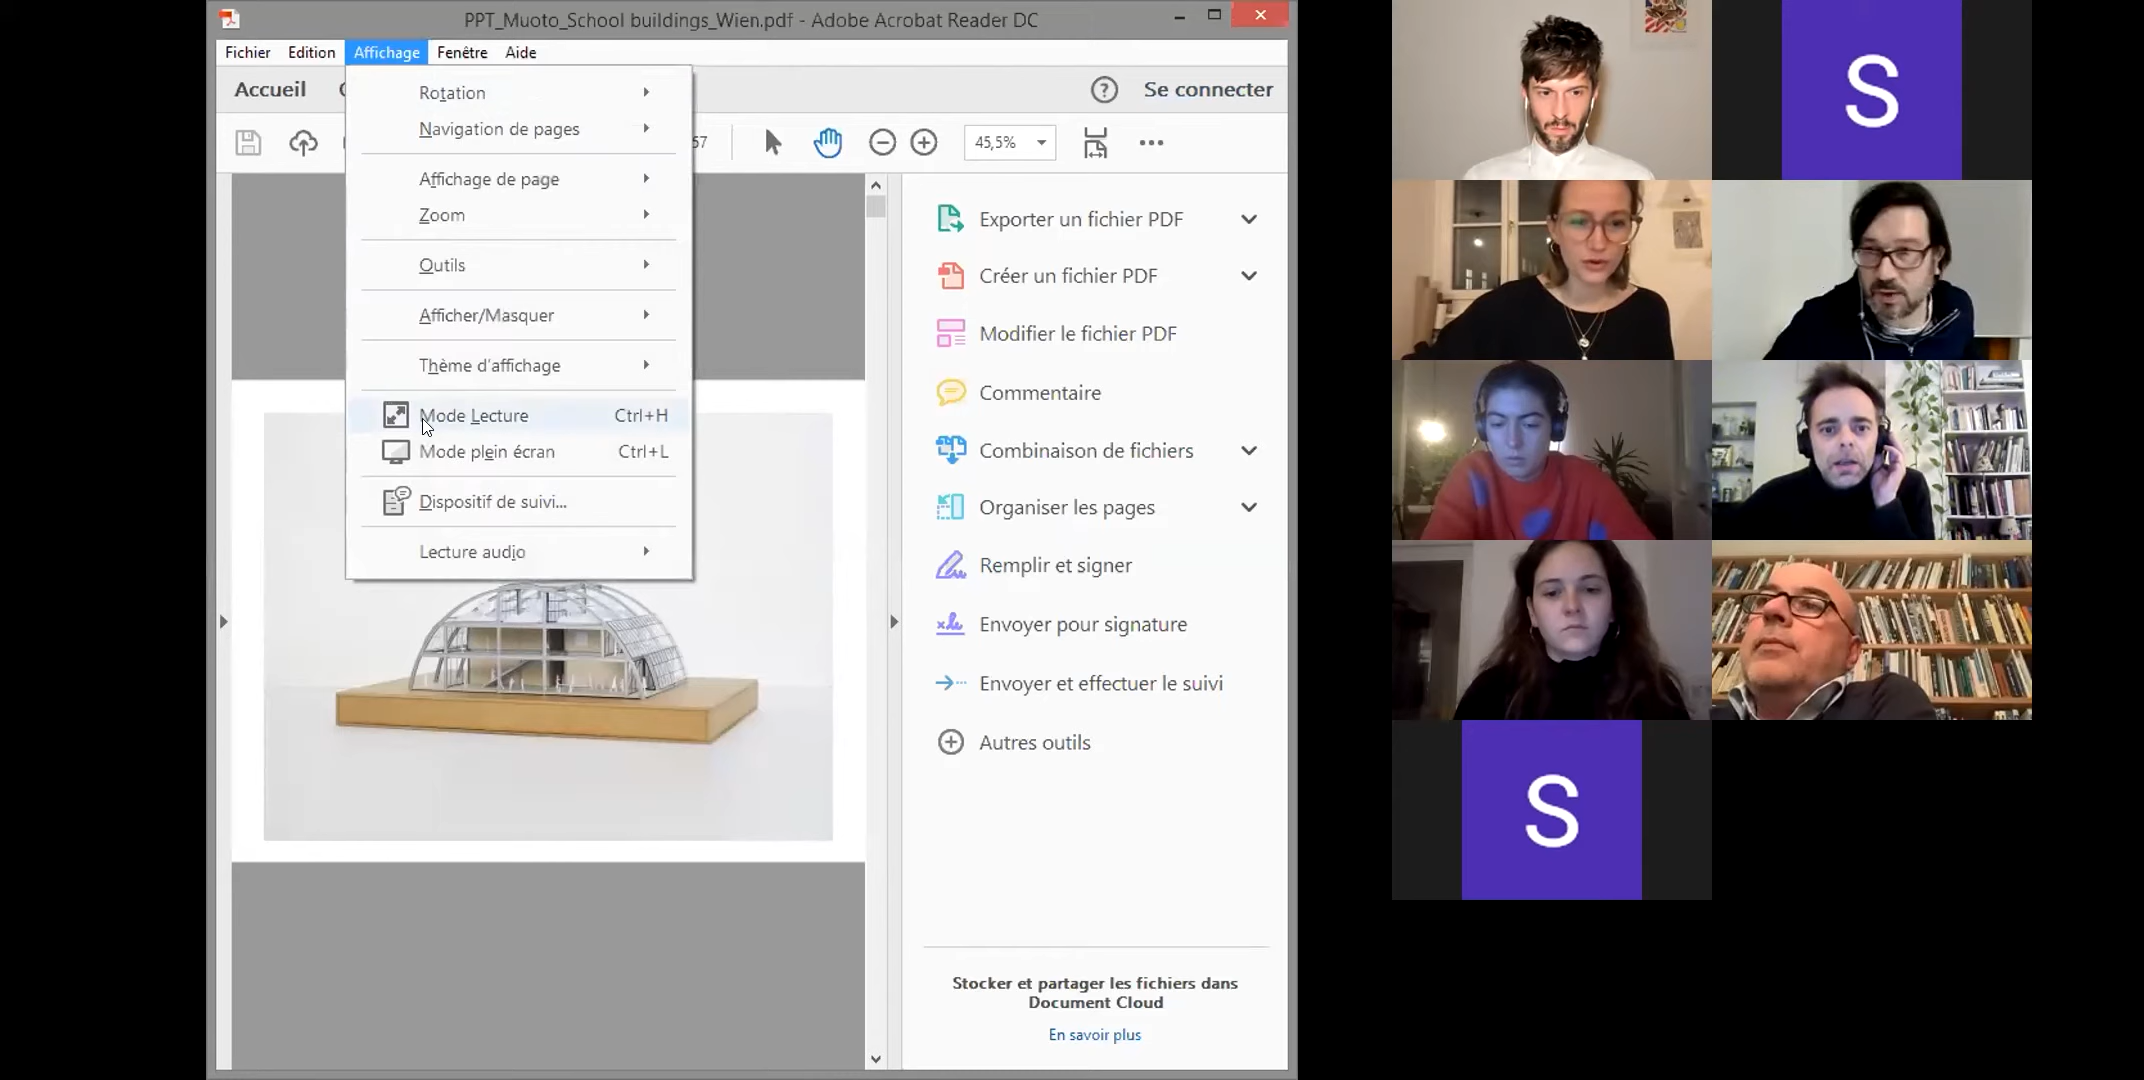 PPT_Muoto_School buildings_Wien.pdf - Adobe Acrobat Reader DC
Fichier Edition Affichage Fenêtre Aide
Accueil
Se connecter
57
45,5%
Rotation
Navigation de pages
Affichage de page
Zoom
Outils
Afficher/Masquer
Thème d'affichage
Mode Lecture Ctrl+H
Mode plein écran Ctrl+L
Dispositif de suivi...
Lecture audio
Exporter un fichier PDF
Créer un fichier PDF
Modifier le fichier PDF
Commentaire
Combinaison de fichiers
Organiser les pages
Remplir et signer
Envoyer pour signature
Envoyer et effectuer le suivi
Autres outils
Stocker et partager les fichiers dans
Document Cloud
En savoir plus
S
S